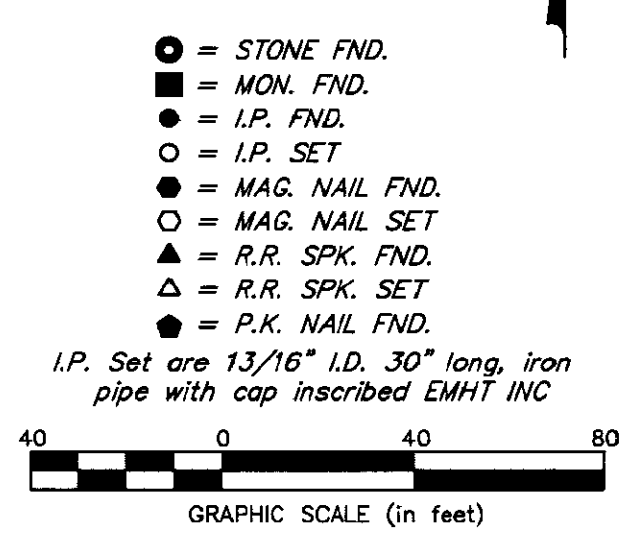 = STONE FND.
= MON. FND.
= I.P. FND.
= I.P. SET
= MAG. NAIL FND.
= MAG. NAIL SET
= R.R. SPK. FND.
= R.R. SPK. SET
= P.K. NAIL FND.
I.P. Set are 13/16" I.D. 30" long, iron
pipe with cap inscribed EMHT INC
40 0 40 80
GRAPHIC SCALE (in feet)